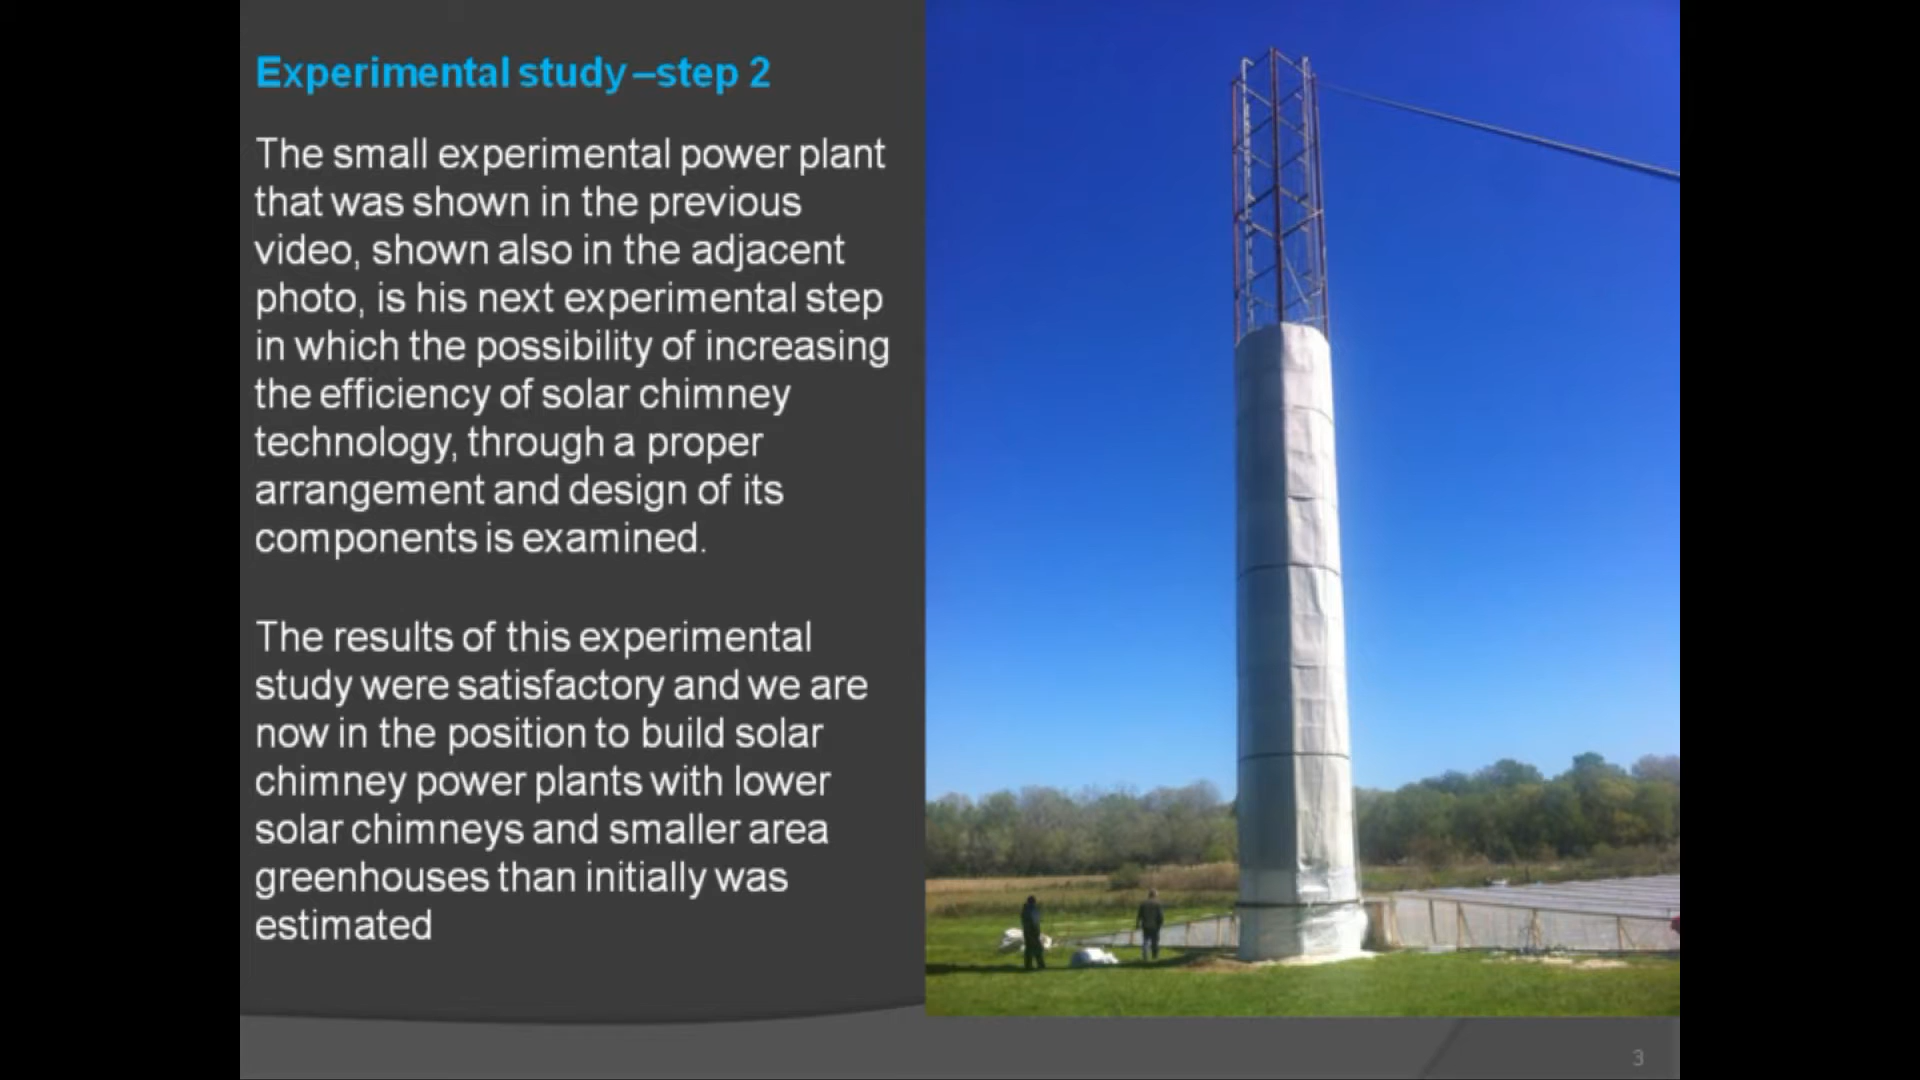 Experimental study –step 2
The small experimental power plant
that was shown in the previous
video, shown also in the adjacent
photo, is his next experimental step
in which the possibility of increasing
the efficiency of solar chimney
technology, through a proper
arrangement and design of its
components is examined.
The results of this experimental
study were satisfactory and we are
now in the position to build solar
chimney power plants with lower
solar chimneys and smaller area
greenhouses than initially was
estimated
3